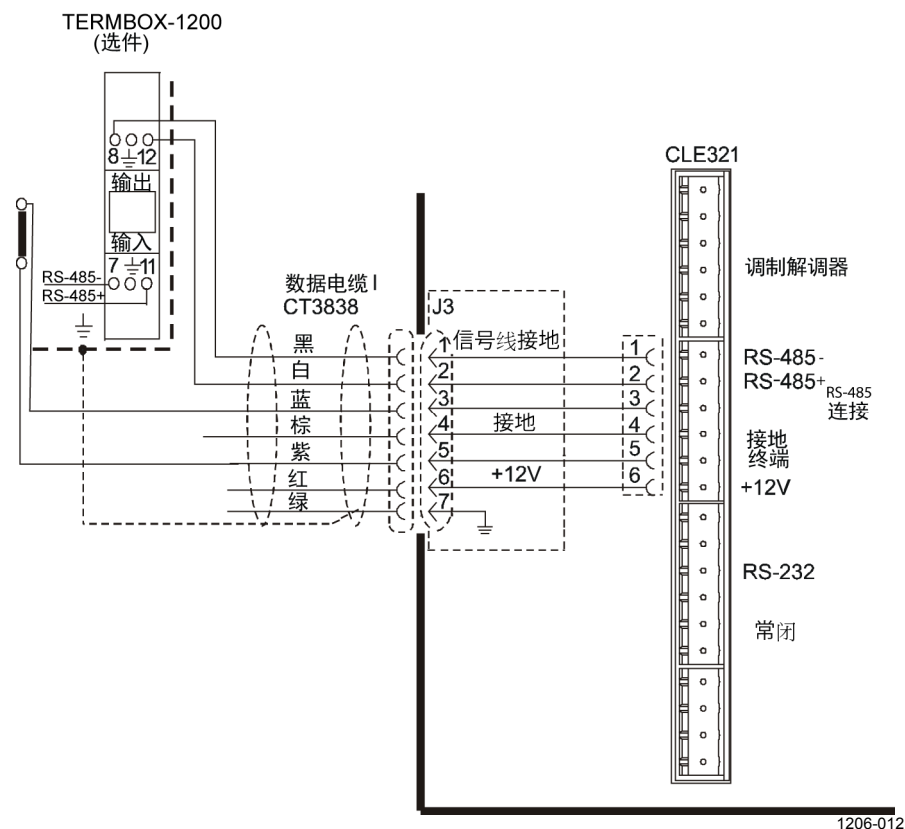 TERMBOX-1200
(选件)
8 12
输出
输入
7 11
RS-485-
RS-485+
数据电缆 I
CT3838
黑
白
蓝
棕
紫
红
绿
J3
信号线接地
接地
+12V
1
2
3
4
5
6
7
1
2
3
4
5
6
CLE321
调制解调器
RS-485-
RS-485+
RS-485
连接
接地
终端
+12V
RS-232
常闭
1206-012